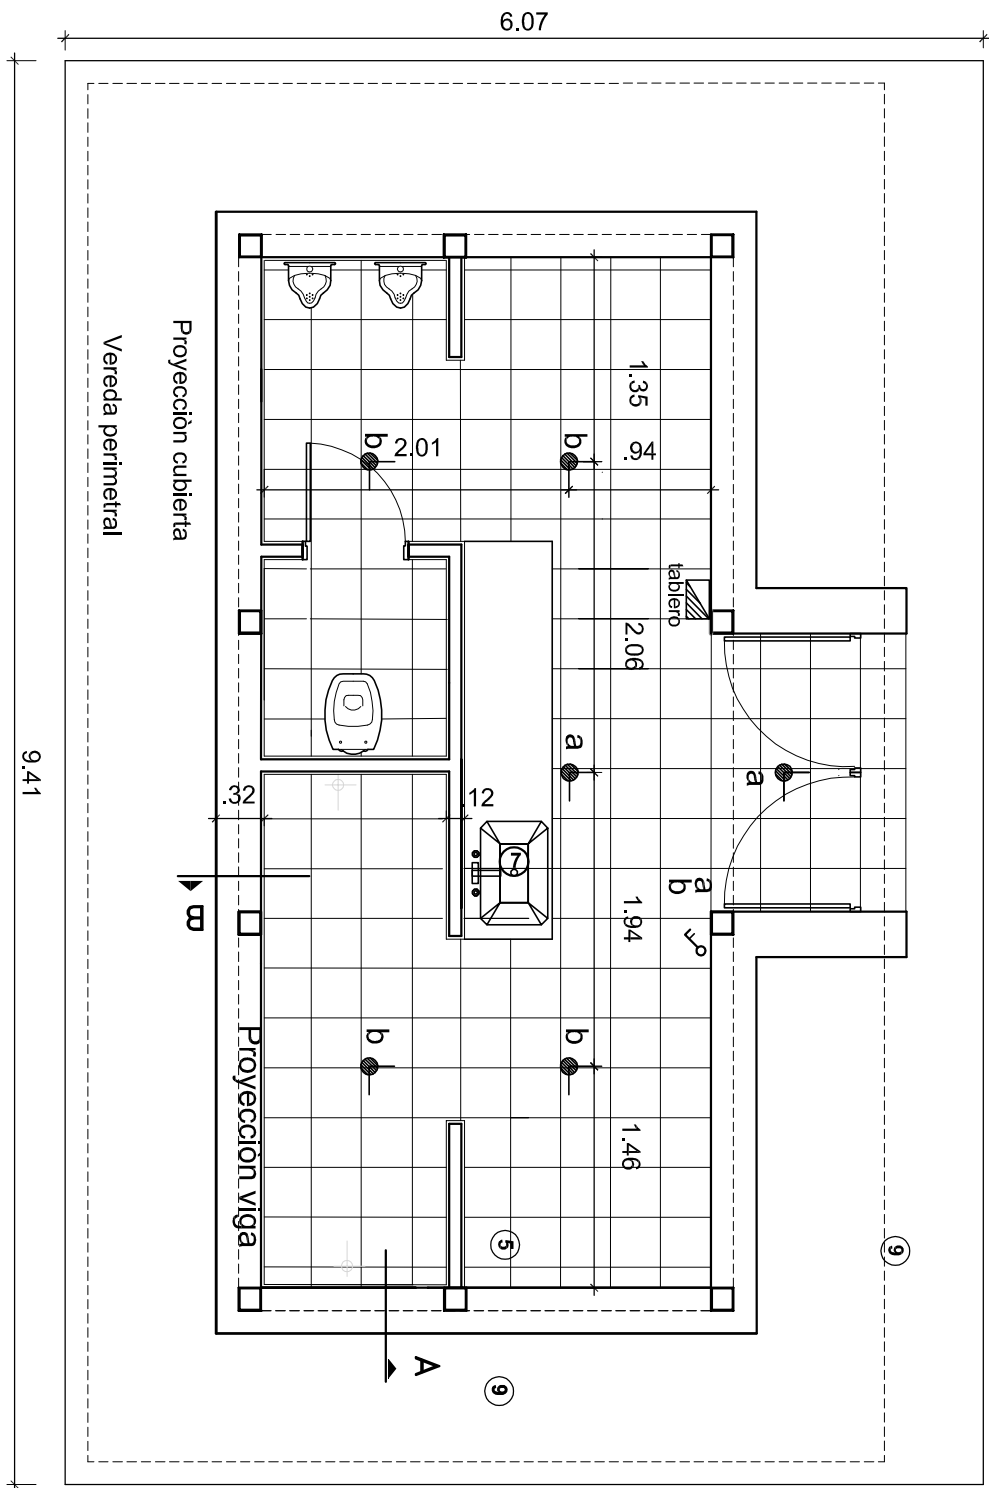 6.07
9.41
Proyecciòn cubierta
Vereda perimetral
1.35
b
2.01
b
.94
tablero
2.06
a
a
.32
.12
7
a
b
B
1.94
b
b
Proyecciòn viga
1.46
5
9
A
9